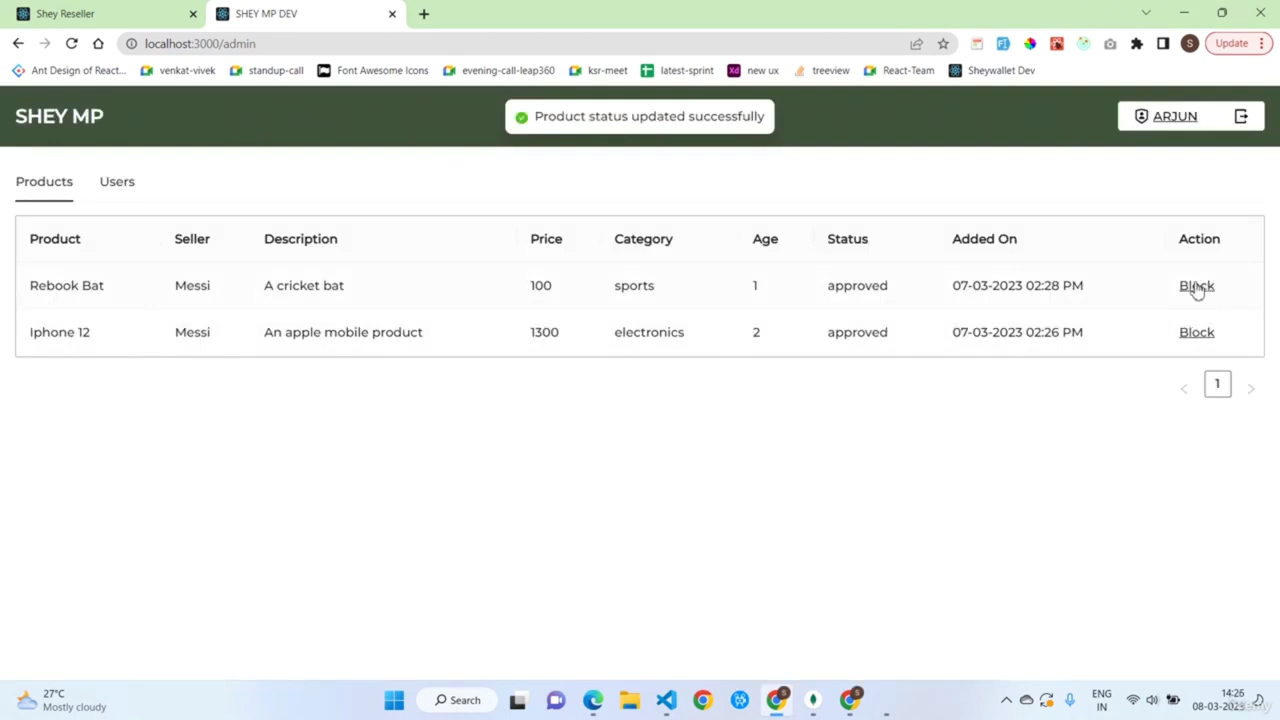 Shey Reseller
SHEY MP DEV
localhost:3000/admin
S
Update
Ant Design of React...
venkat-vivek
standup-call
Font Awesome Icons
evening-call-leap360
ksr-meet
latest-sprint
Xd
new ux
treeview
React-Team
Sheywallet Dev
SHEY MP
Product status updated successfully
ARJUN
Products Users
Product Seller Description Price Category Age Status Added On Action
Rebook Bat Messi A cricket bat 100 sports 1 approved 07-03-2023 02:28 PM Block
Iphone 12 Messi An apple mobile product 1300 electronics 2 approved 07-03-2023 02:26 PM Block
< 1 >
27°C
Mostly cloudy
Search
ENG
IN
14:26
08-03-2023